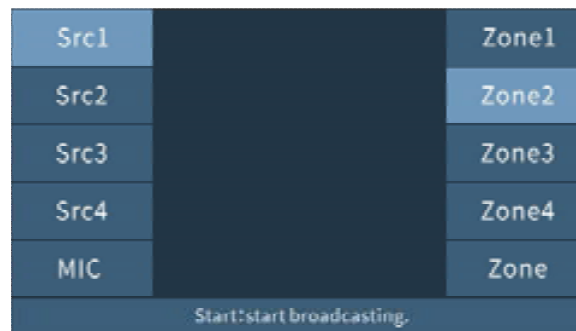 Src1
Src2
Src3
Src4
MIC
Zone1
Zone2
Zone3
Zone4
Zone
Start:start broadcasting.